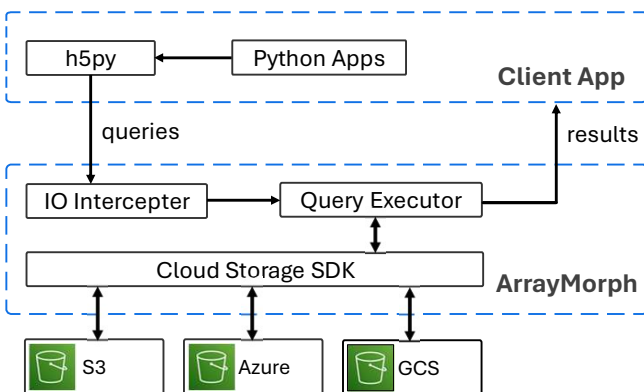 h5py
Python Apps
Client App
queries
results
IO Intercepter
Query Executor
Cloud Storage SDK
ArrayMorph
S3
Azure
GCS